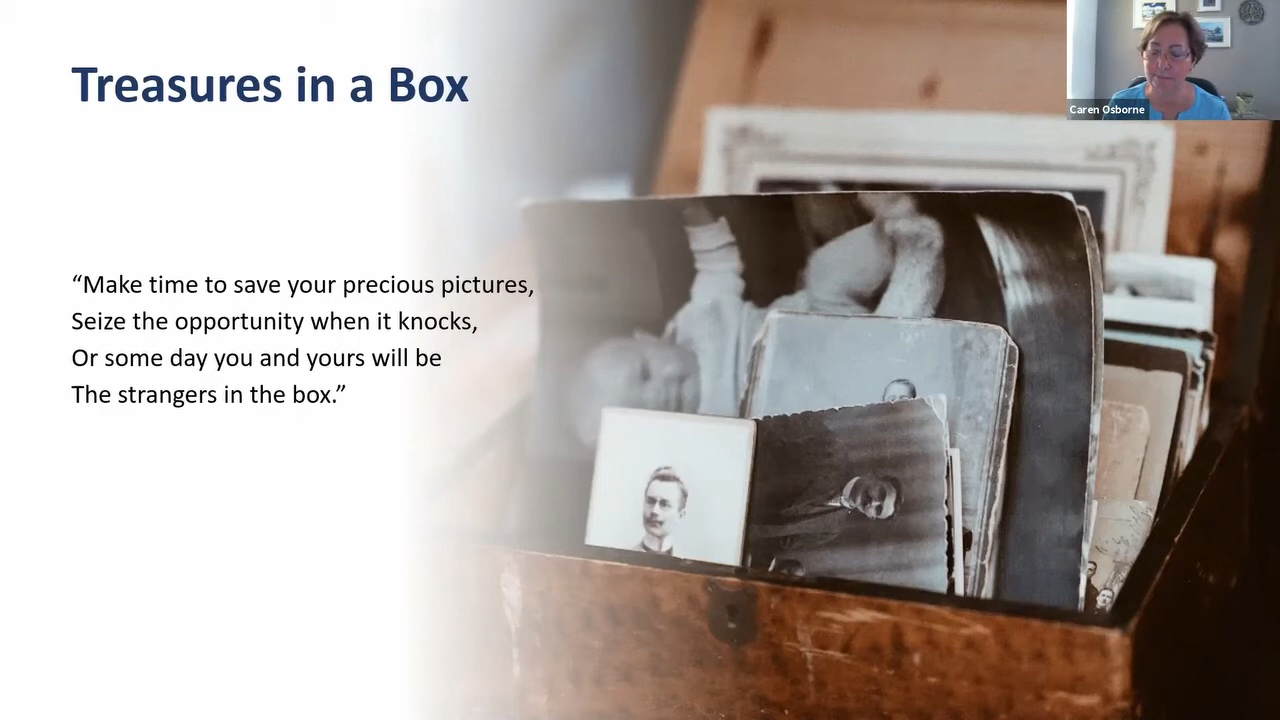 Treasures in a Box
Caren Osborne
“Make time to save your precious pictures,
Seize the opportunity when it knocks,
Or some day you and yours will be
The strangers in the box.”